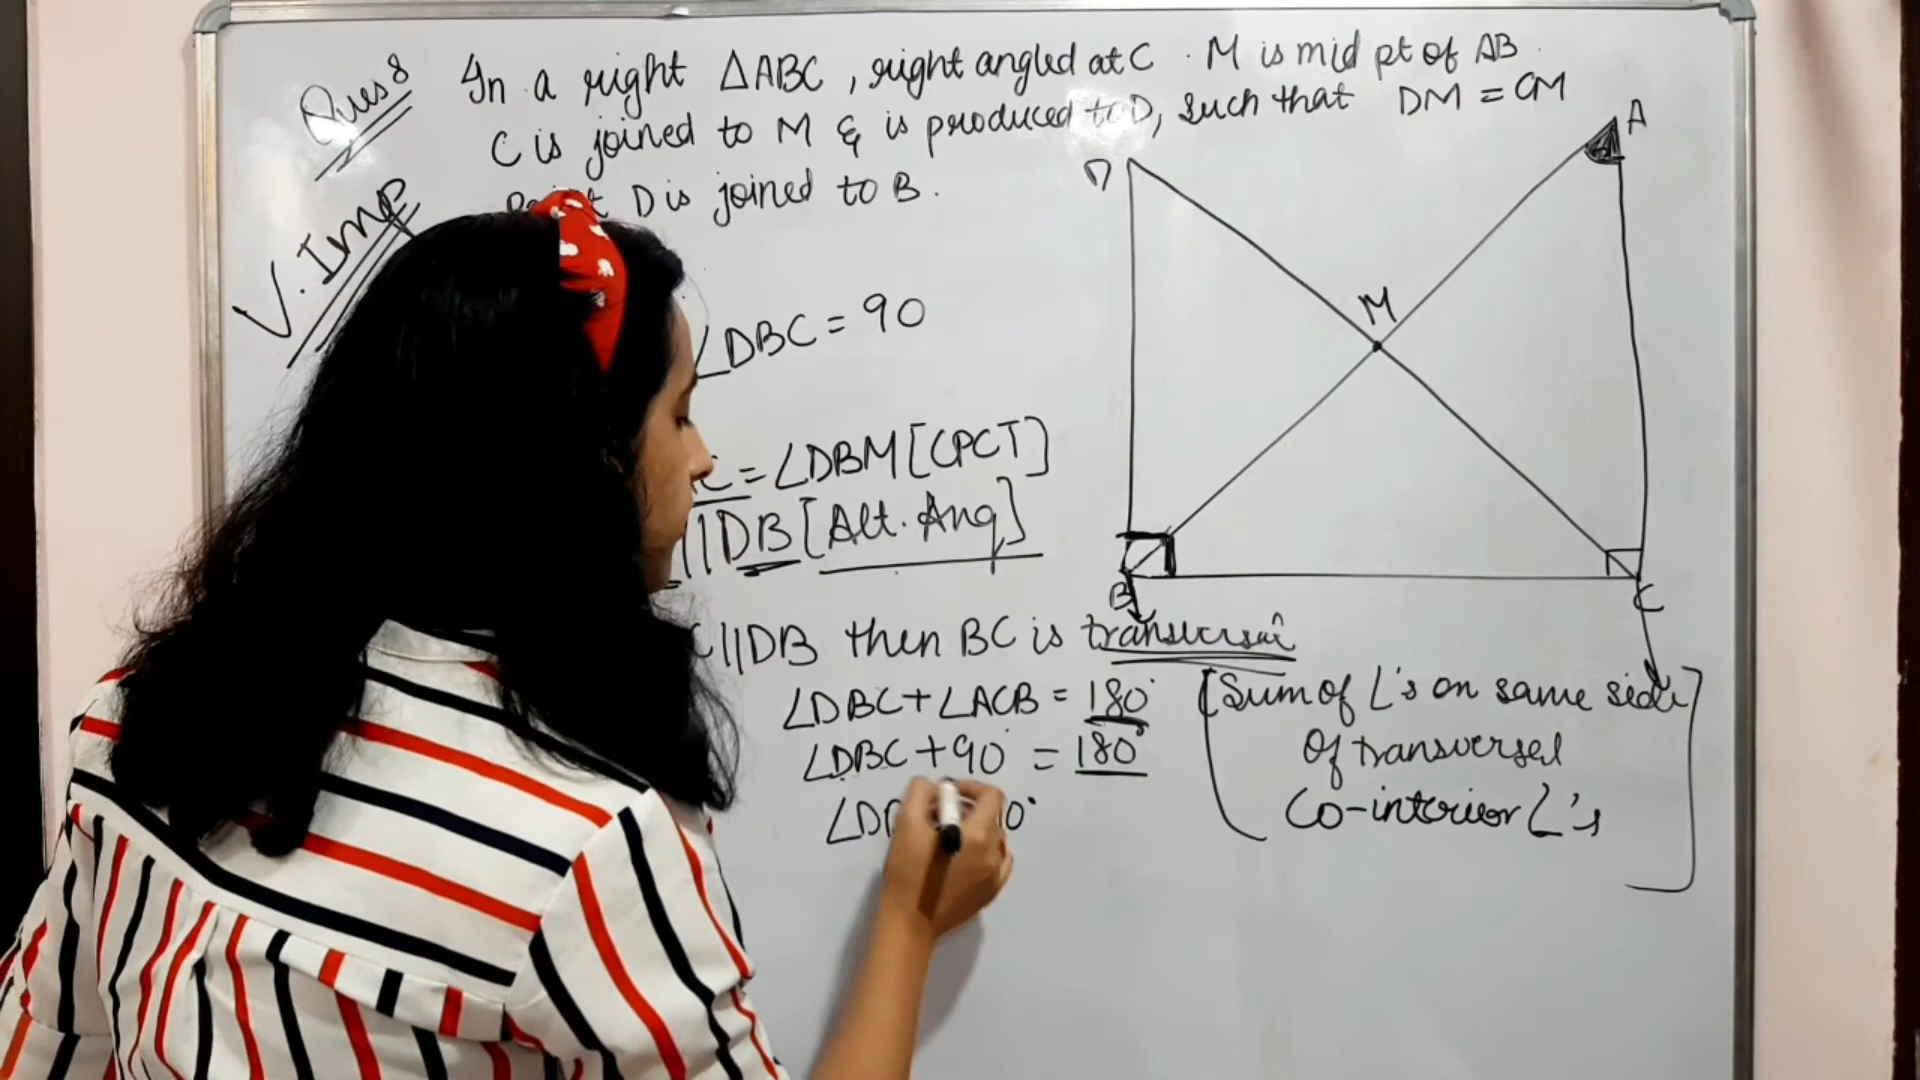 Ques 8
In a right △ABC, right angled at C. M is mid pt of AB
C is joined to M & is produced to D, such that DM = CM
D is joined to B.
V. Imp
∠DBC = 90
= ∠DBM [CPCT]
||DB [Alt. Ang]
||DB then BC is transversal
∠DBC + ∠ACB = 180°
∠DBC + 90° = 180°
[Sum of ∠'s on same side
of transversel
Co-interior ∠'s]
D
A
M
B
C